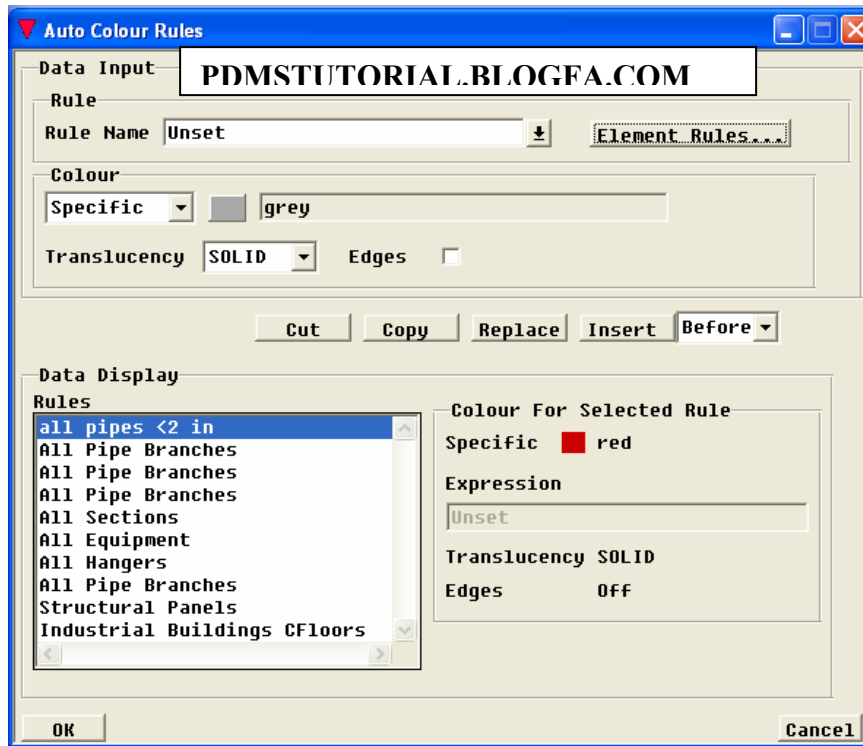 Auto Colour Rules
Data Input
PDMSTUTORIAL.BLOGFA.COM
Rule
Rule Name Unset Element Rules...
Colour
Specific grey
Translucency SOLID Edges
Cut Copy Replace Insert Before
Data Display
Rules
all pipes <2 in
All Pipe Branches
All Pipe Branches
All Pipe Branches
All Sections
All Equipment
All Hangers
All Pipe Branches
Structural Panels
Industrial Buildings CFloors
Colour For Selected Rule
Specific red
Expression
Unset
Translucency SOLID
Edges Off
OK Cancel